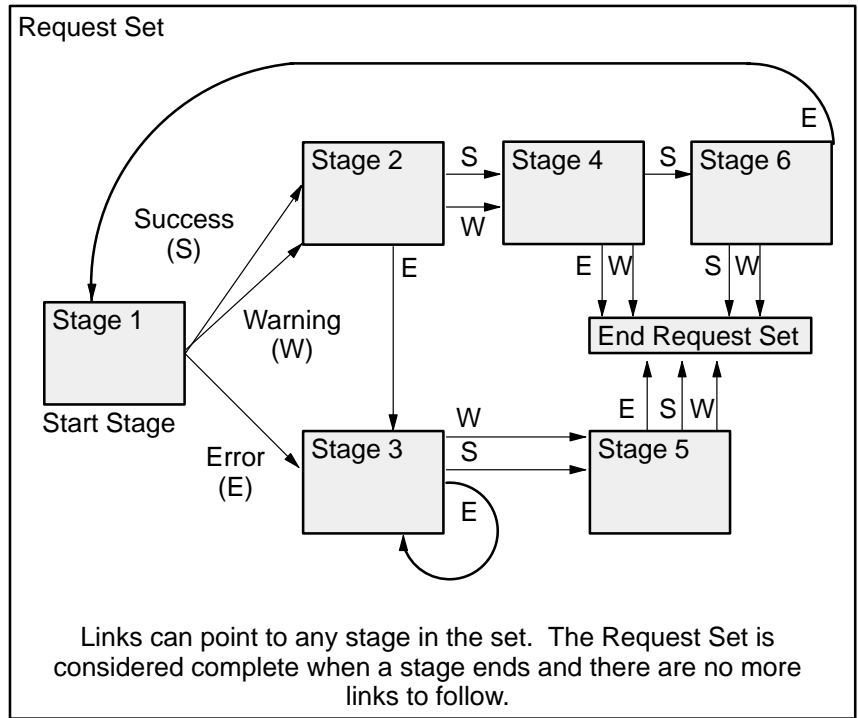 Request Set
E
Stage 2
S
Stage 4
S
Stage 6
Success
(S)
W
E
E
W
S
W
Stage 1
Warning
(W)
End Request Set
Start Stage
E
S
W
Error
(E)
Stage 3
W
S
Stage 5
E
Links can point to any stage in the set. The Request Set is
considered complete when a stage ends and there are no more
links to follow.